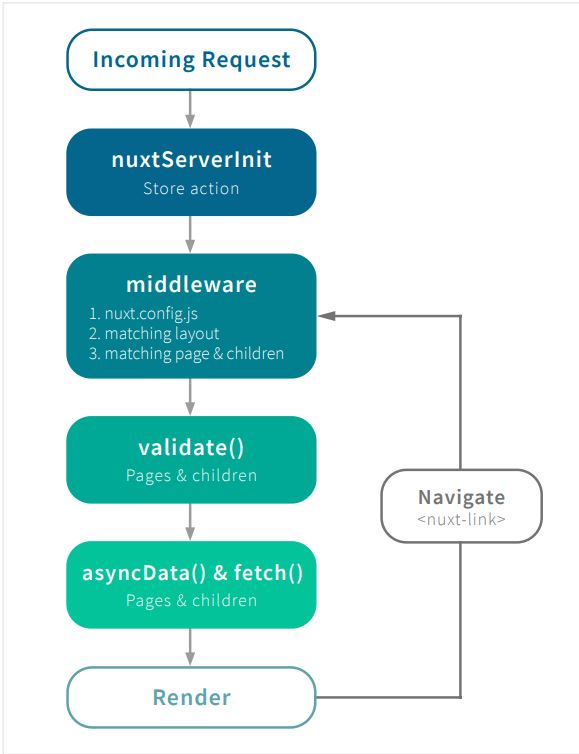 Incoming Request
nuxtServerInit
Store action
middleware
1. nuxt.config.js
2. matching layout
3. matching page & children
validate()
Pages & children
Navigate
<nuxt-link>
asyncData() & fetch()
Pages & children
Render